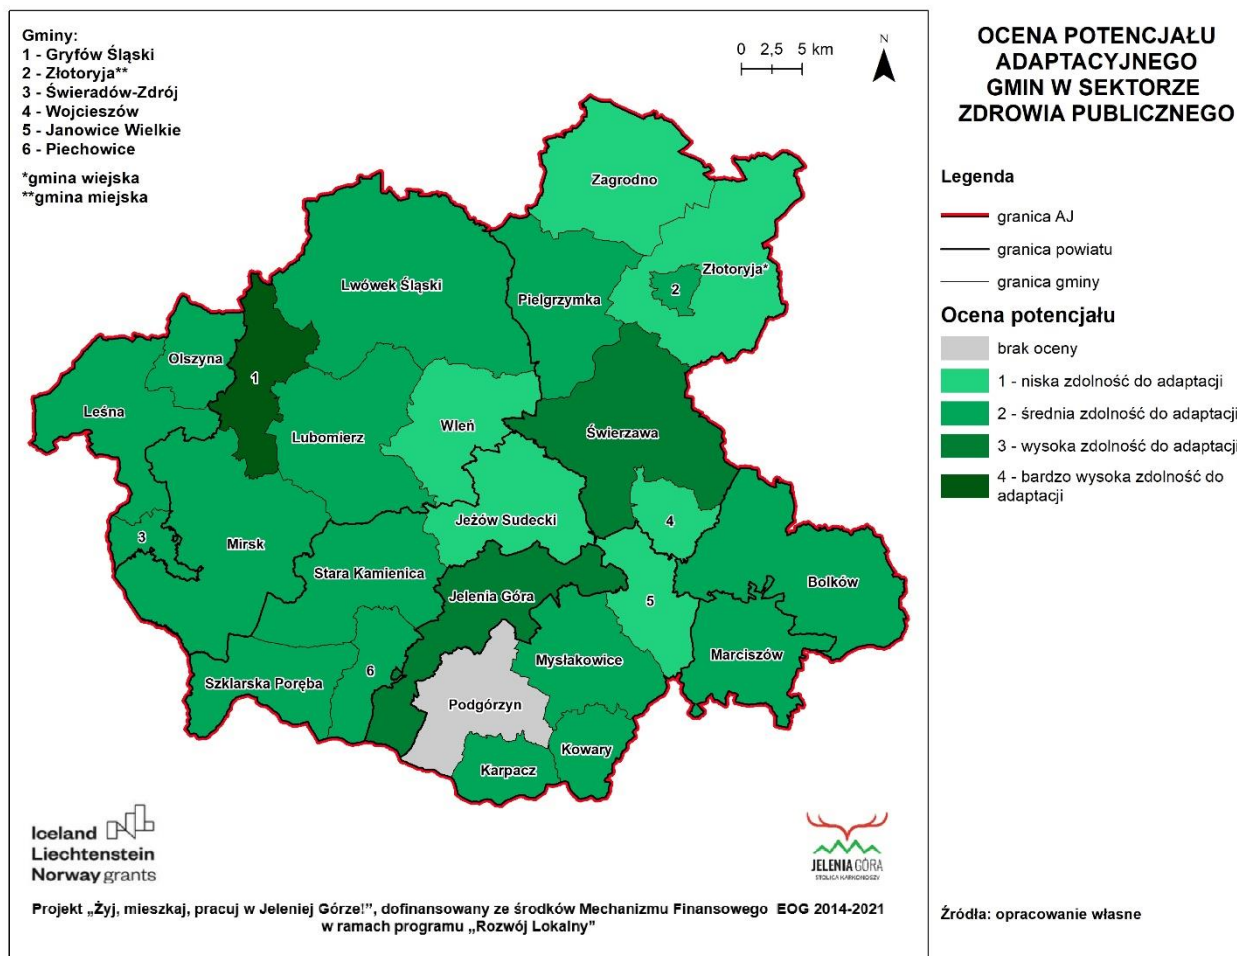 Gminy:
1 - Gryfów Śląski
2 - Złotoryja**
3 - Świeradów-Zdrój
4 - Wojcieszów
5 - Janowice Wielkie
6 - Piechowice
*gmina wiejska
**gmina miejska
0 2,5 5 km
N
OCENA POTENCJAŁU
ADAPTACYJNEGO
GMIN W SEKTORZE
ZDROWIA PUBLICZNEGO
Legenda
granica AJ
granica powiatu
granica gminy
Ocena potencjału
brak oceny
1 - niska zdolność do adaptacji
2 - średnia zdolność do adaptacji
3 - wysoka zdolność do adaptacji
4 - bardzo wysoka zdolność do
adaptacji
Zagrodno
Złotoryja*
2
Lwówek Śląski
Pielgrzymka
Olszyna
1
Leśna
Lubomierz
Wleń
Świerzawa
Jeżów Sudecki
4
3
Mirsk
Stara Kamienica
Bolków
Jelenia Góra
5
Mysłakowice
Marciszów
6
Szklarska Poręba
Podgórzyn
Kowary
Karpacz
Iceland
Liechtenstein
Norway grants
JELENIA GÓRA
STOLICA KARKONOSZY
Projekt „Żyj, mieszkaj, pracuj w Jeleniej Górze!”, dofinansowany ze środków Mechanizmu Finansowego EOG 2014-2021
w ramach programu „Rozwój Lokalny”
Źródła: opracowanie własne